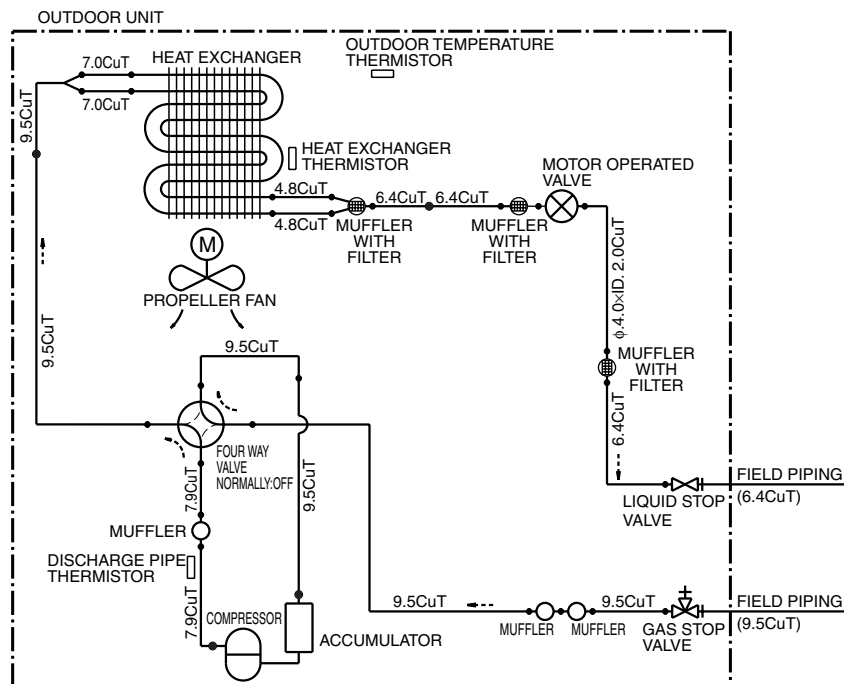 OUTDOOR UNIT
7.0CuT
HEAT EXCHANGER
OUTDOOR TEMPERATURE
THERMISTOR
7.0CuT
9.5CuT
HEAT EXCHANGER
THERMISTOR
MOTOR OPERATED
VALVE
4.8CuT
6.4CuT
6.4CuT
4.8CuT
MUFFLER
WITH
FILTER
MUFFLER
WITH
FILTER
M
PROPELLER FAN
ϕ.4.0×ID. 2.0CuT
9.5CuT
9.5CuT
MUFFLER
WITH
FILTER
6.4CuT
FOUR WAY
VALVE
NORMALLY:OFF
7.9CuT
9.5CuT
FIELD PIPING
(6.4CuT)
LIQUID STOP
VALVE
MUFFLER
DISCHARGE PIPE
THERMISTOR
7.9CuT
COMPRESSOR
ACCUMULATOR
9.5CuT
9.5CuT
MUFFLER
MUFFLER
GAS STOP
VALVE
FIELD PIPING
(9.5CuT)